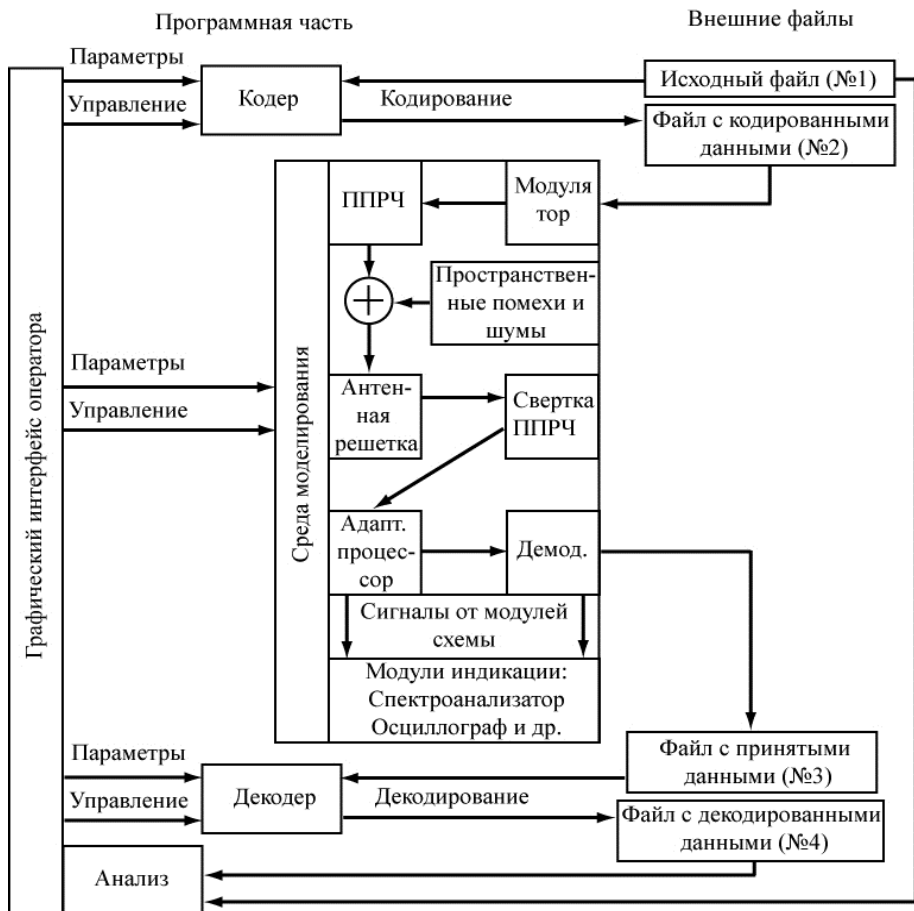 Программная часть
Внешние файлы
Параметры
Управление
Кодер
Кодирование
Исходный файл (№1)
Файл с кодированными
данными (№2)
Графический интерфейс оператора
Среда моделирования
ППРЧ
Модуля
тор
Пространствен-
ные помехи и
шумы
Параметры
Управление
Антен-
ная
решетка
Свертка
ППРЧ
Адапт.
процес-
сор
Демод.
Сигналы от модулей
схемы
Модули индикации:
Спектроанализатор
Осциллограф и др.
Параметры
Управление
Декодер
Декодирование
Файл с принятыми
данными (№3)
Файл с декодированными
данными (№4)
Анализ